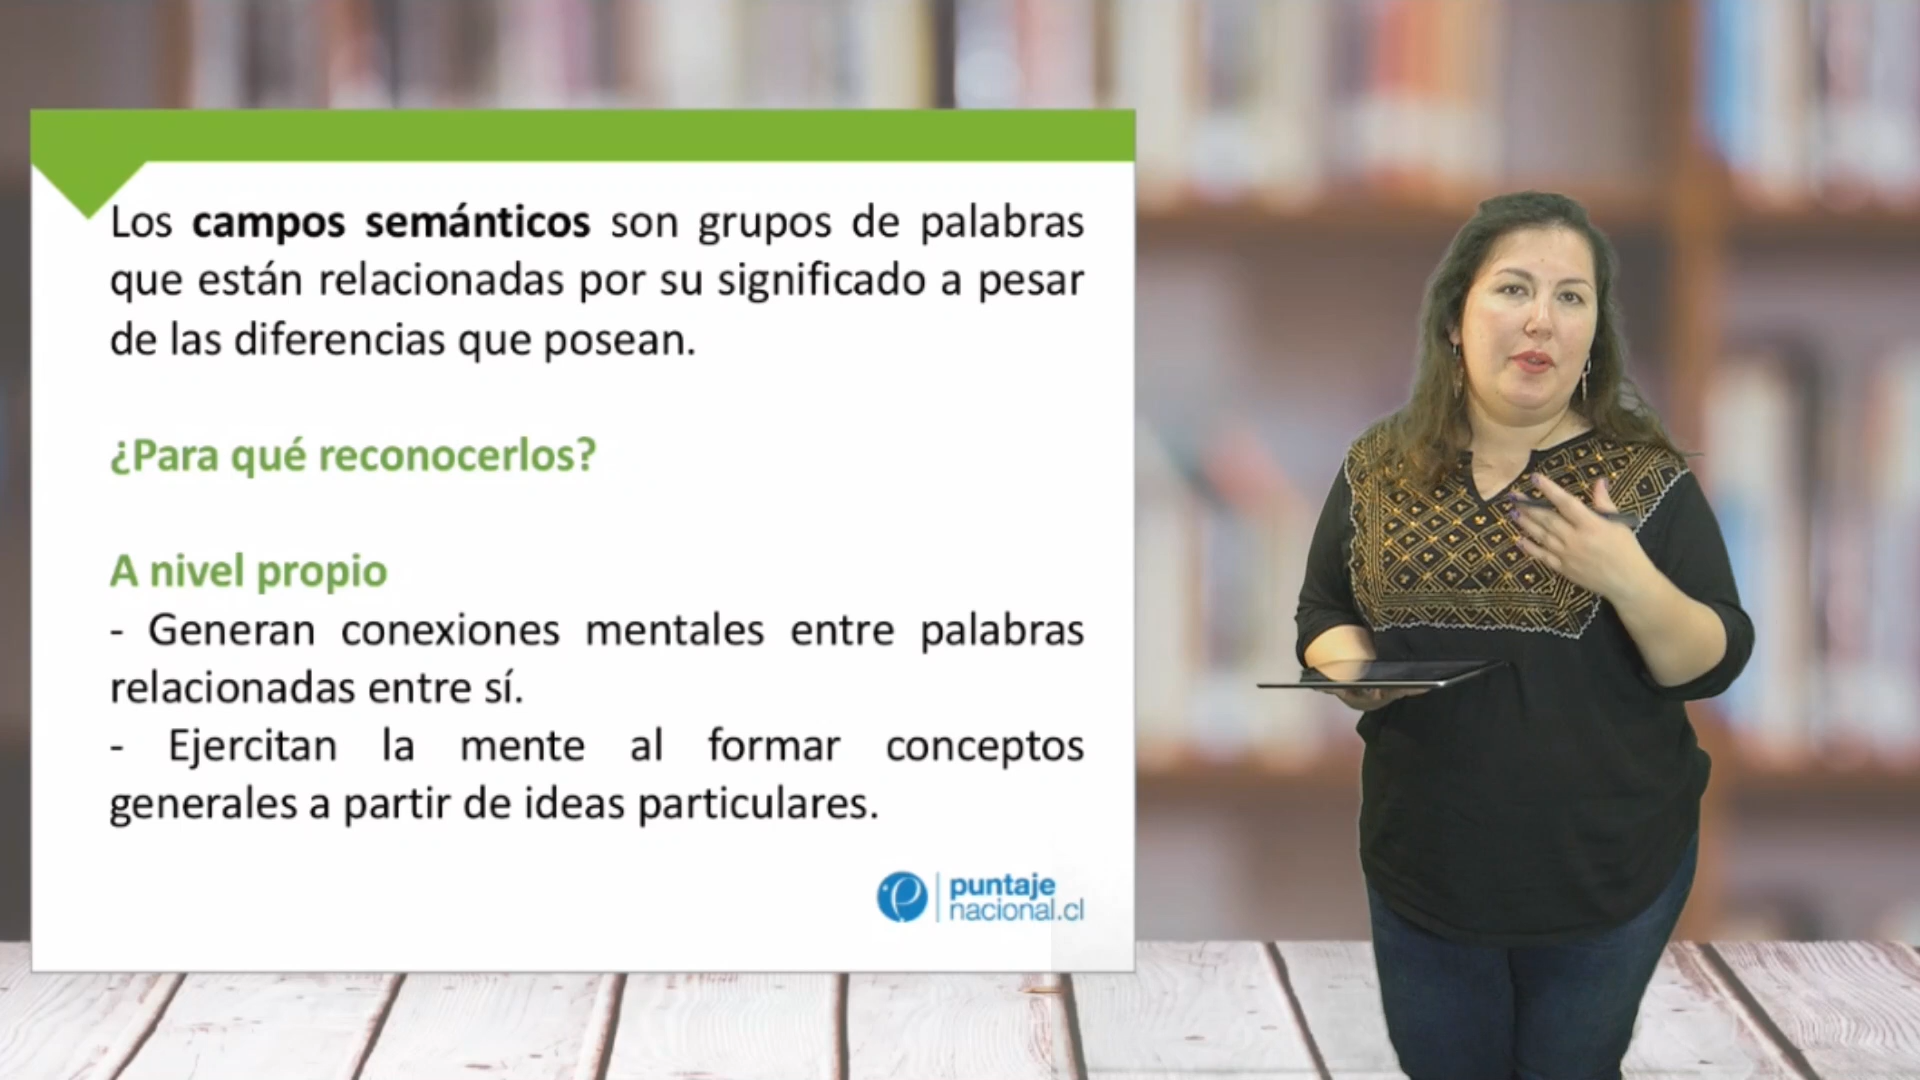 Los campos semánticos son grupos de palabras
que están relacionadas por su significado a pesar
de las diferencias que posean.
¿Para qué reconocerlos?
A nivel propio
- Generan conexiones mentales entre palabras
relacionadas entre sí.
- Ejercitan la mente al formar conceptos
generales a partir de ideas particulares.
puntaje
nacional.cl